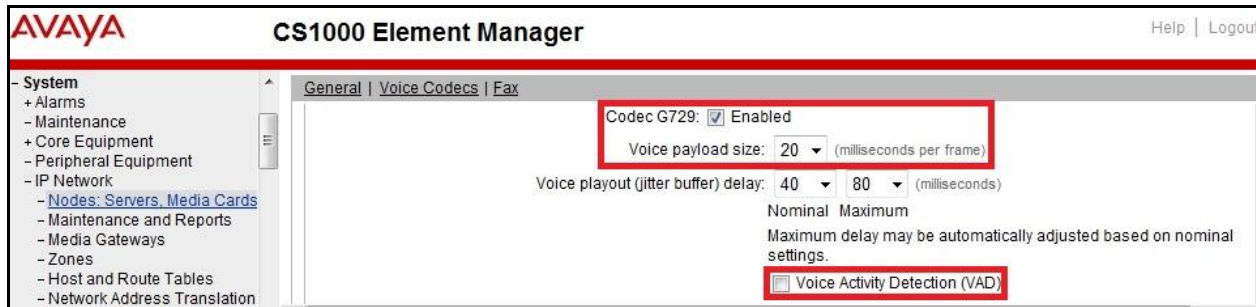 AVAYA
CS1000 Element Manager
Help | Logout
- System
+ Alarms
- Maintenance
+ Core Equipment
- Peripheral Equipment
- IP Network
- Nodes: Servers, Media Cards
- Maintenance and Reports
- Media Gateways
- Zones
- Host and Route Tables
- Network Address Translation
General | Voice Codecs | Fax
Codec G729: Enabled
Voice payload size: 20 (milliseconds per frame)
Voice playout (jitter buffer) delay: 40 80 (milliseconds)
Nominal Maximum
Maximum delay may be automatically adjusted based on nominal
settings.
Voice Activity Detection (VAD)